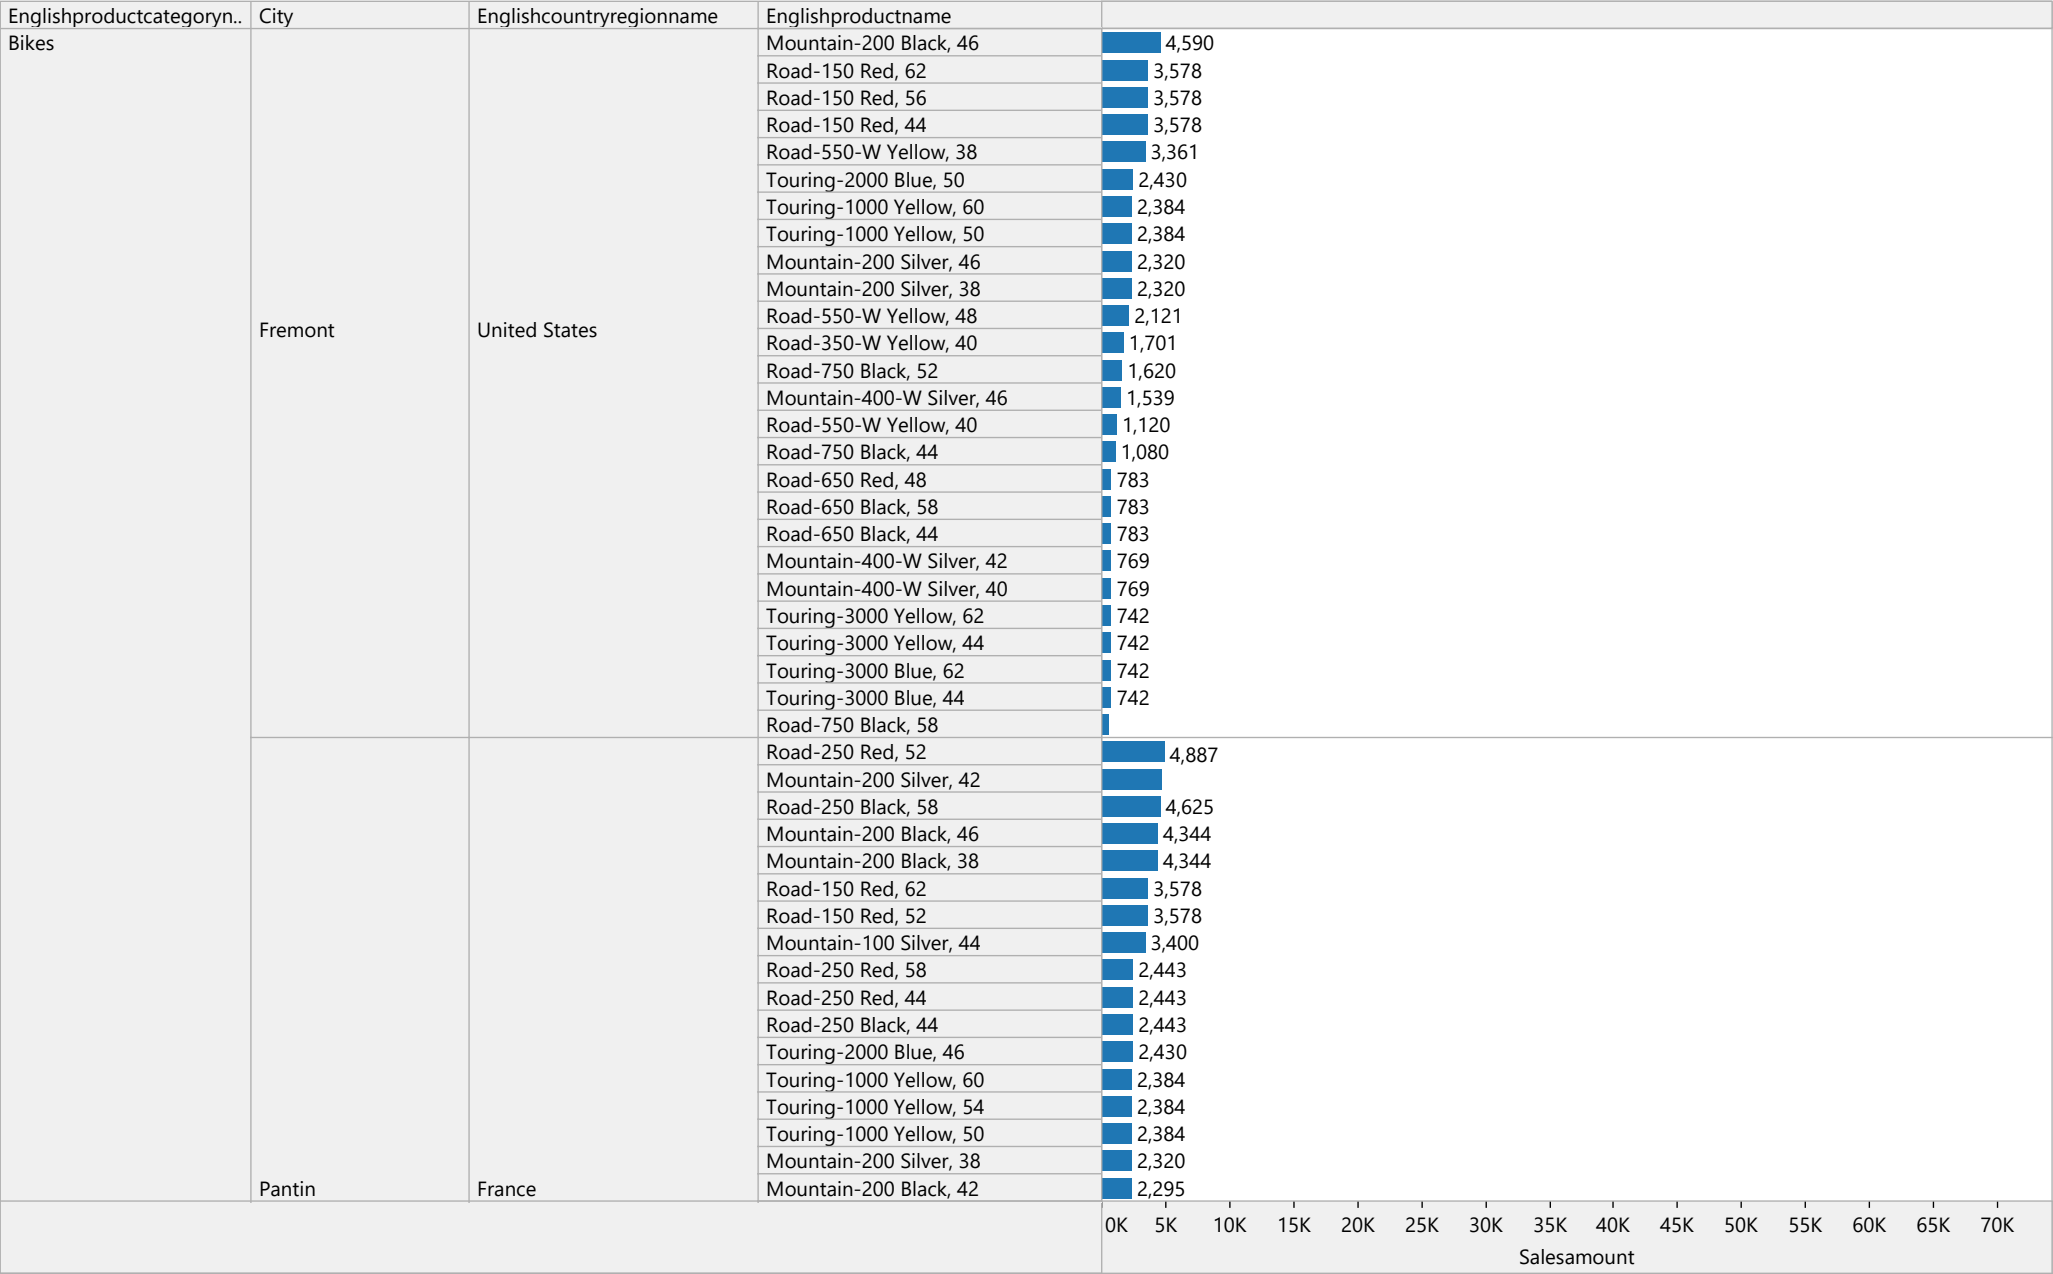 Englishproductcategoryn.. City Englishcountryregionname Englishproductname
Bikes Mountain-200 Black, 46 4,590
Road-150 Red, 62 3,578
Road-150 Red, 56 3,578
Road-150 Red, 44 3,578
Road-550-W Yellow, 38 3,361
Touring-2000 Blue, 50 2,430
Touring-1000 Yellow, 60 2,384
Touring-1000 Yellow, 50 2,384
Mountain-200 Silver, 46 2,320
Mountain-200 Silver, 38 2,320
Road-550-W Yellow, 48 2,121
Fremont United States
Road-350-W Yellow, 40 1,701
Road-750 Black, 52 1,620
Mountain-400-W Silver, 46 1,539
Road-550-W Yellow, 40 1,120
Road-750 Black, 44 1,080
Road-650 Red, 48 783
Road-650 Black, 58 783
Road-650 Black, 44 783
Mountain-400-W Silver, 42 769
Mountain-400-W Silver, 40 769
Touring-3000 Yellow, 62 742
Touring-3000 Yellow, 44 742
Touring-3000 Blue, 62 742
Touring-3000 Blue, 44 742
Road-750 Black, 58
Road-250 Red, 52 4,887
Mountain-200 Silver, 42
Road-250 Black, 58 4,625
Mountain-200 Black, 46 4,344
Mountain-200 Black, 38 4,344
Road-150 Red, 62 3,578
Road-150 Red, 52 3,578
Mountain-100 Silver, 44 3,400
Road-250 Red, 58 2,443
Road-250 Red, 44 2,443
Road-250 Black, 44 2,443
Touring-2000 Blue, 46 2,430
Touring-1000 Yellow, 60 2,384
Touring-1000 Yellow, 54 2,384
Touring-1000 Yellow, 50 2,384
Mountain-200 Silver, 38 2,320
Pantin France Mountain-200 Black, 42 2,295
0K 5K 10K 15K 20K 25K 30K 35K 40K 45K 50K 55K 60K 65K 70K
Salesamount